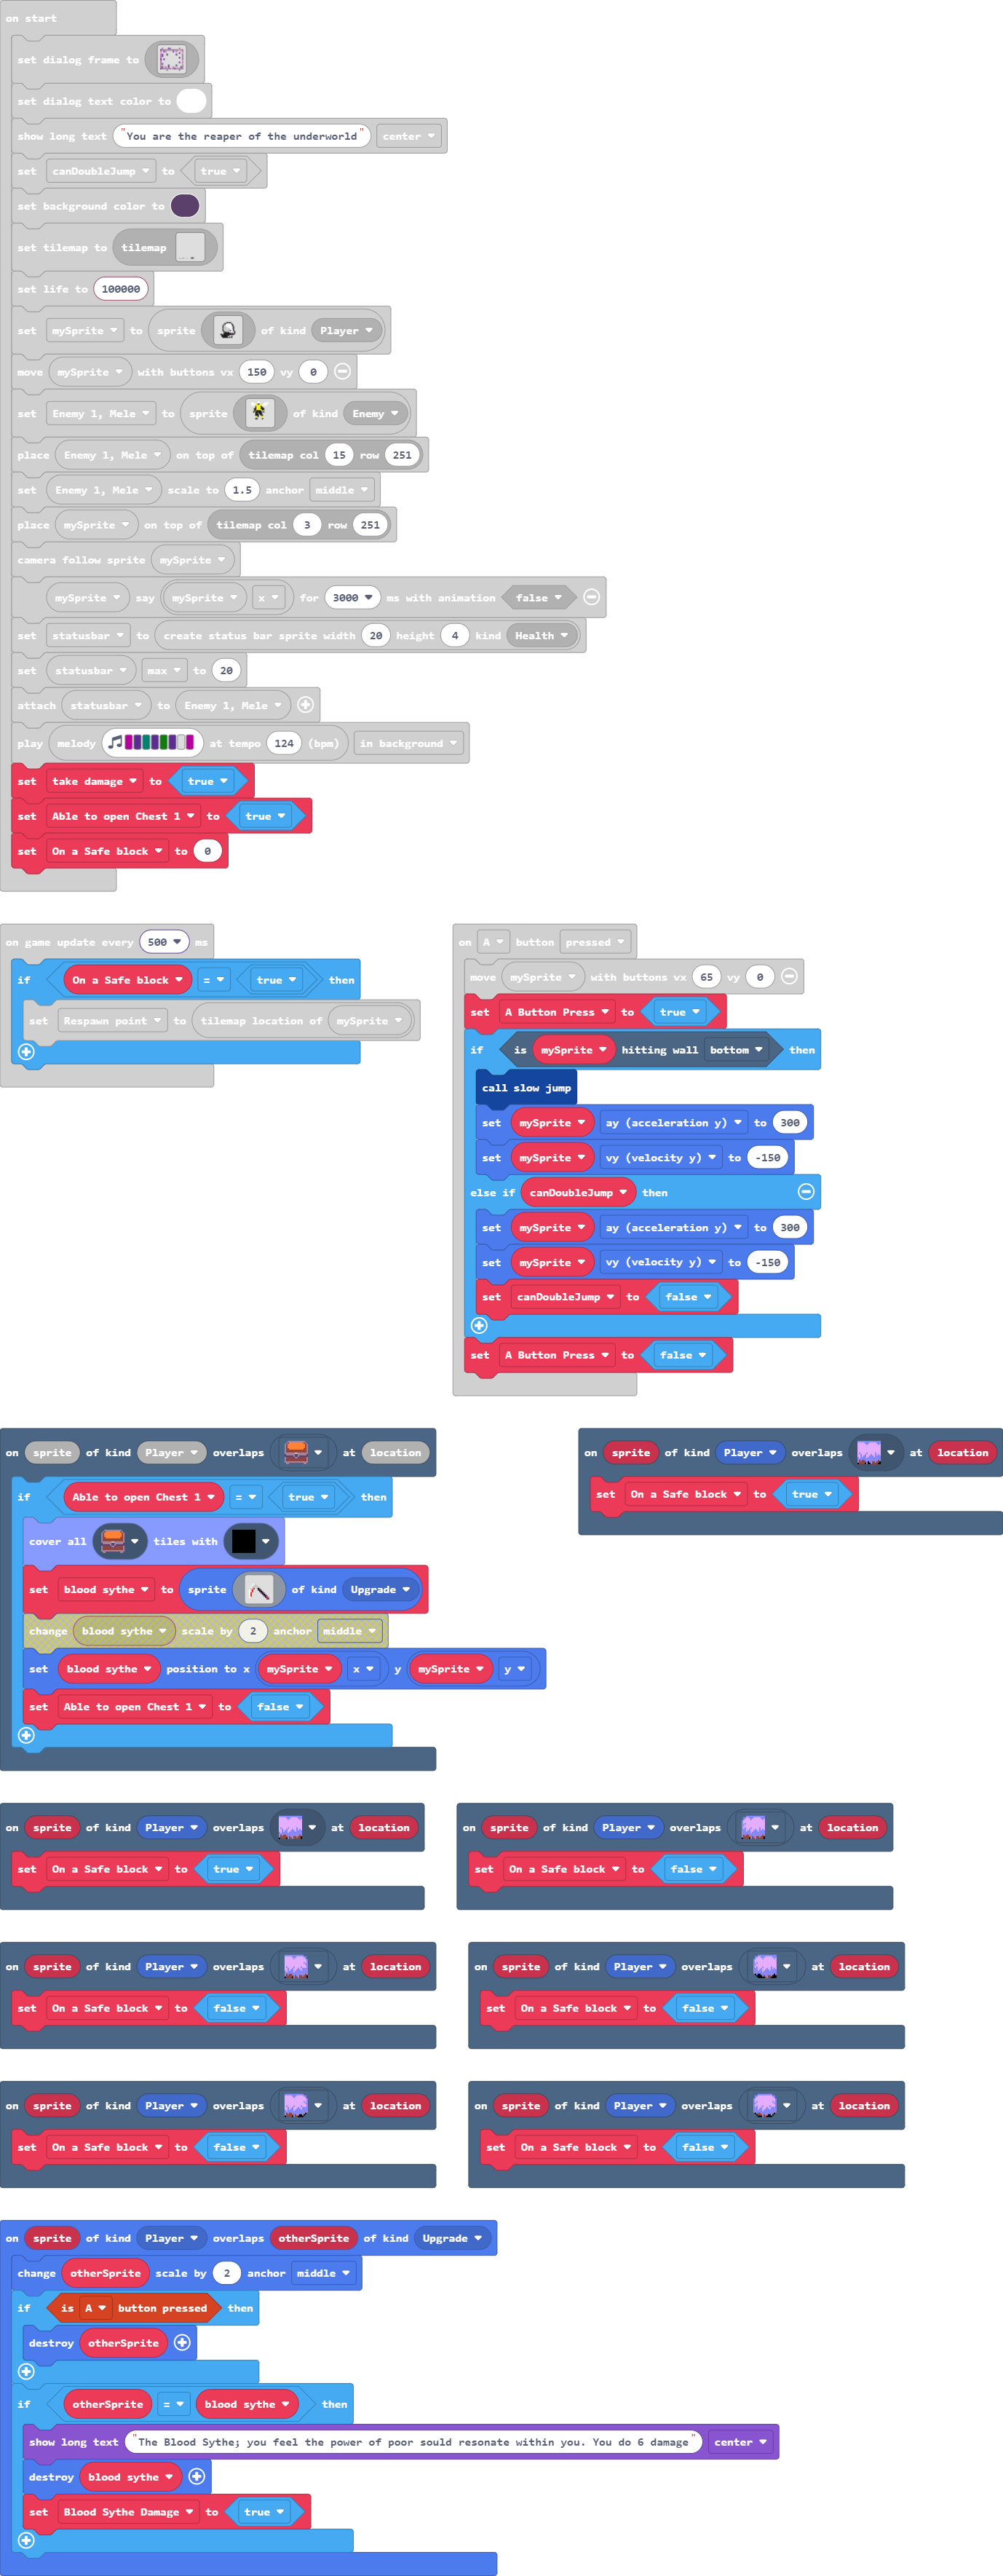 on start
set dialog frame to
set dialog text color to
show long text "You are the reaper of the underworld" center
set canDoubleJump to true
set background color to
set tilemap to tilemap
set life to 100000
set mySprite to sprite of kind Player
move mySprite with buttons vx 150 vy 0
set Enemy 1, Mele to sprite of kind Enemy
place Enemy 1, Mele on top of tilemap col 15 row 251
set Enemy 1, Mele scale to 1.5 anchor middle
place mySprite on top of tilemap col 3 row 251
camera follow sprite mySprite
mySprite say mySprite x for 3000 ms with animation false
set statusbar to create status bar sprite width 20 height 4 kind Health
set statusbar max to 20
attach statusbar to Enemy 1, Mele
play melody at tempo 124 (bpm) in background
set take damage to true
set Able to open Chest 1 to true
set On a Safe block to 0
on game update every 500 ms
if On a Safe block = true then
set Respawn point to tilemap location of mySprite
on A button pressed
move mySprite with buttons vx 65 vy 0
set A Button Press to true
if is mySprite hitting wall bottom then
call slow jump
set mySprite ay (acceleration y) to 300
set mySprite vy (velocity y) to -150
else if canDoubleJump then
set mySprite ay (acceleration y) to 300
set mySprite vy (velocity y) to -150
set canDoubleJump to false
set A Button Press to false
on sprite of kind Player overlaps at location
if Able to open Chest 1 = true then
cover all tiles with
set blood sythe to sprite of kind Upgrade
change blood sythe scale by 2 anchor middle
set blood sythe position to x mySprite x y mySprite y
set Able to open Chest 1 to false
on sprite of kind Player overlaps at location
set On a Safe block to true
on sprite of kind Player overlaps at location
set On a Safe block to true
on sprite of kind Player overlaps at location
set On a Safe block to false
on sprite of kind Player overlaps at location
set On a Safe block to false
on sprite of kind Player overlaps at location
set On a Safe block to false
on sprite of kind Player overlaps at location
set On a Safe block to false
on sprite of kind Player overlaps at location
set On a Safe block to false
on sprite of kind Player overlaps otherSprite of kind Upgrade
change otherSprite scale by 2 anchor middle
if is A button pressed then
destroy otherSprite
if otherSprite = blood sythe then
show long text "The Blood Sythe; you feel the power of poor sould resonate within you. You do 6 damage" center
destroy blood sythe
set Blood Sythe Damage to true